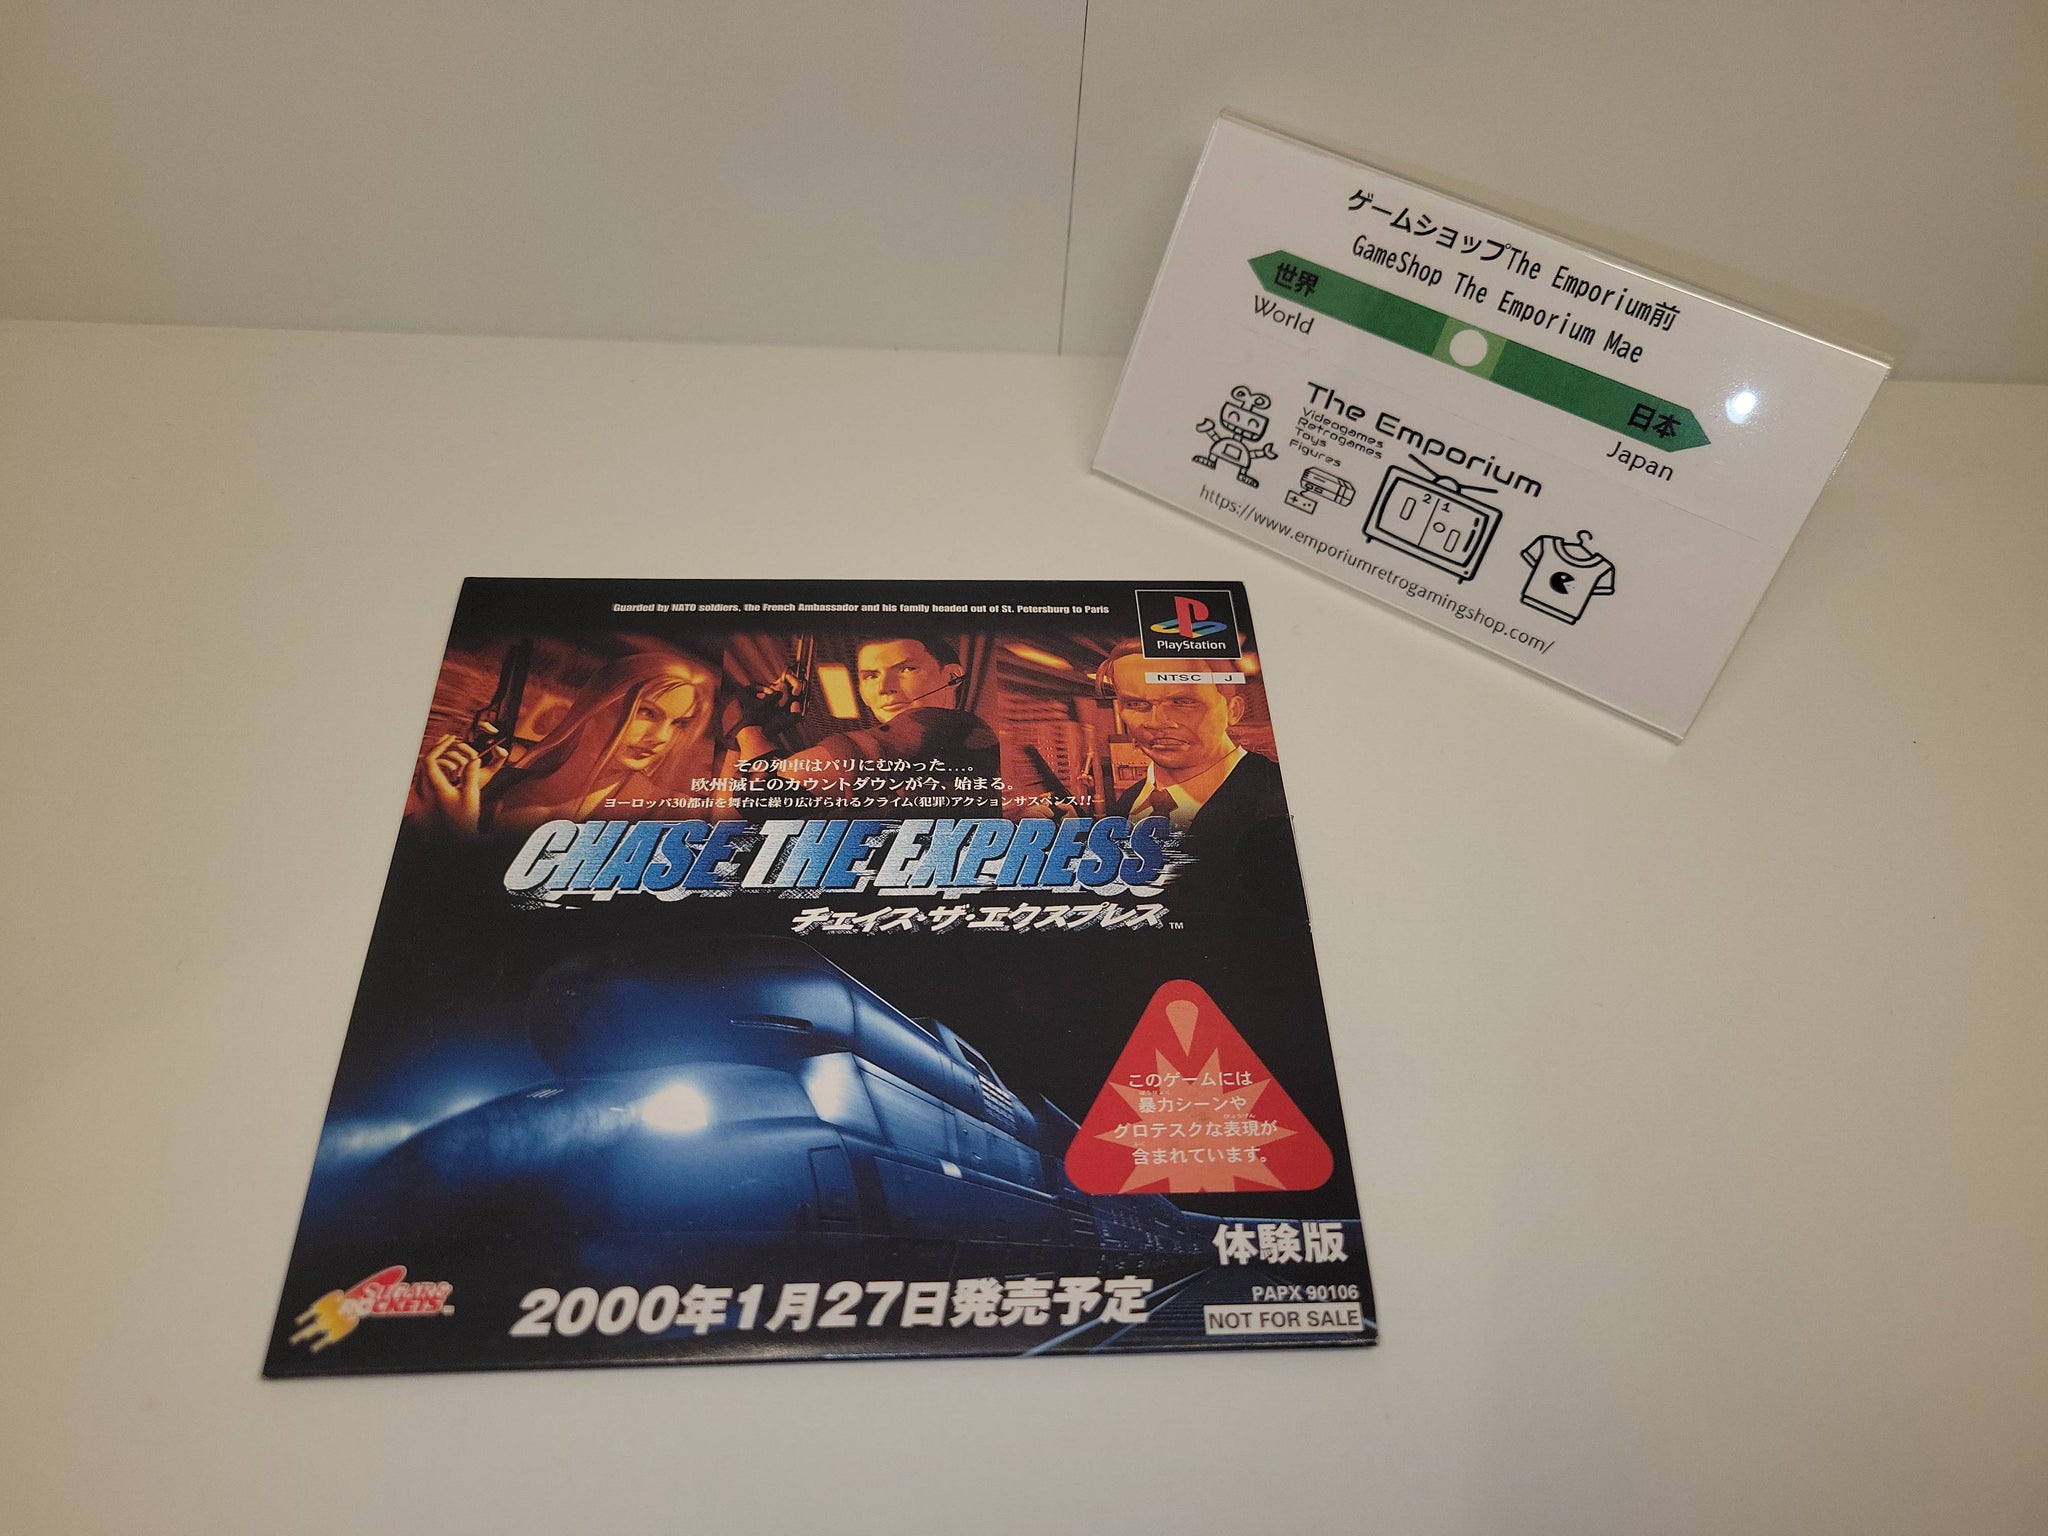 ゲームショップThe Emporium前
GameShop The Emporium Mae
世界
World
日本
Japan
The Emporium
Videogames
Retrogames
Toys
Figures
2 1
https://www.emporiumretrogamingshop.com/
Guarded by NATO soldiers, the French Ambassador and his family headed out of St. Petersburg to Paris
PlayStation
NTSC J
その列車はパリにむかった…。
欧州滅亡のカウントダウンが今、始まる。
ヨーロッパ30都市を舞台に繰り広げられるクライム(犯罪)アクションサスペンス!!
CHASE THE EXPRESS
チェイス・ザ・エクスプレス™
このゲームには
暴力シーンや
グロテスクな表現が
含まれています。
体験版
SUGAR & ROCKETS™
2000年1月27日発売予定
PAPX 90106
NOT FOR SALE